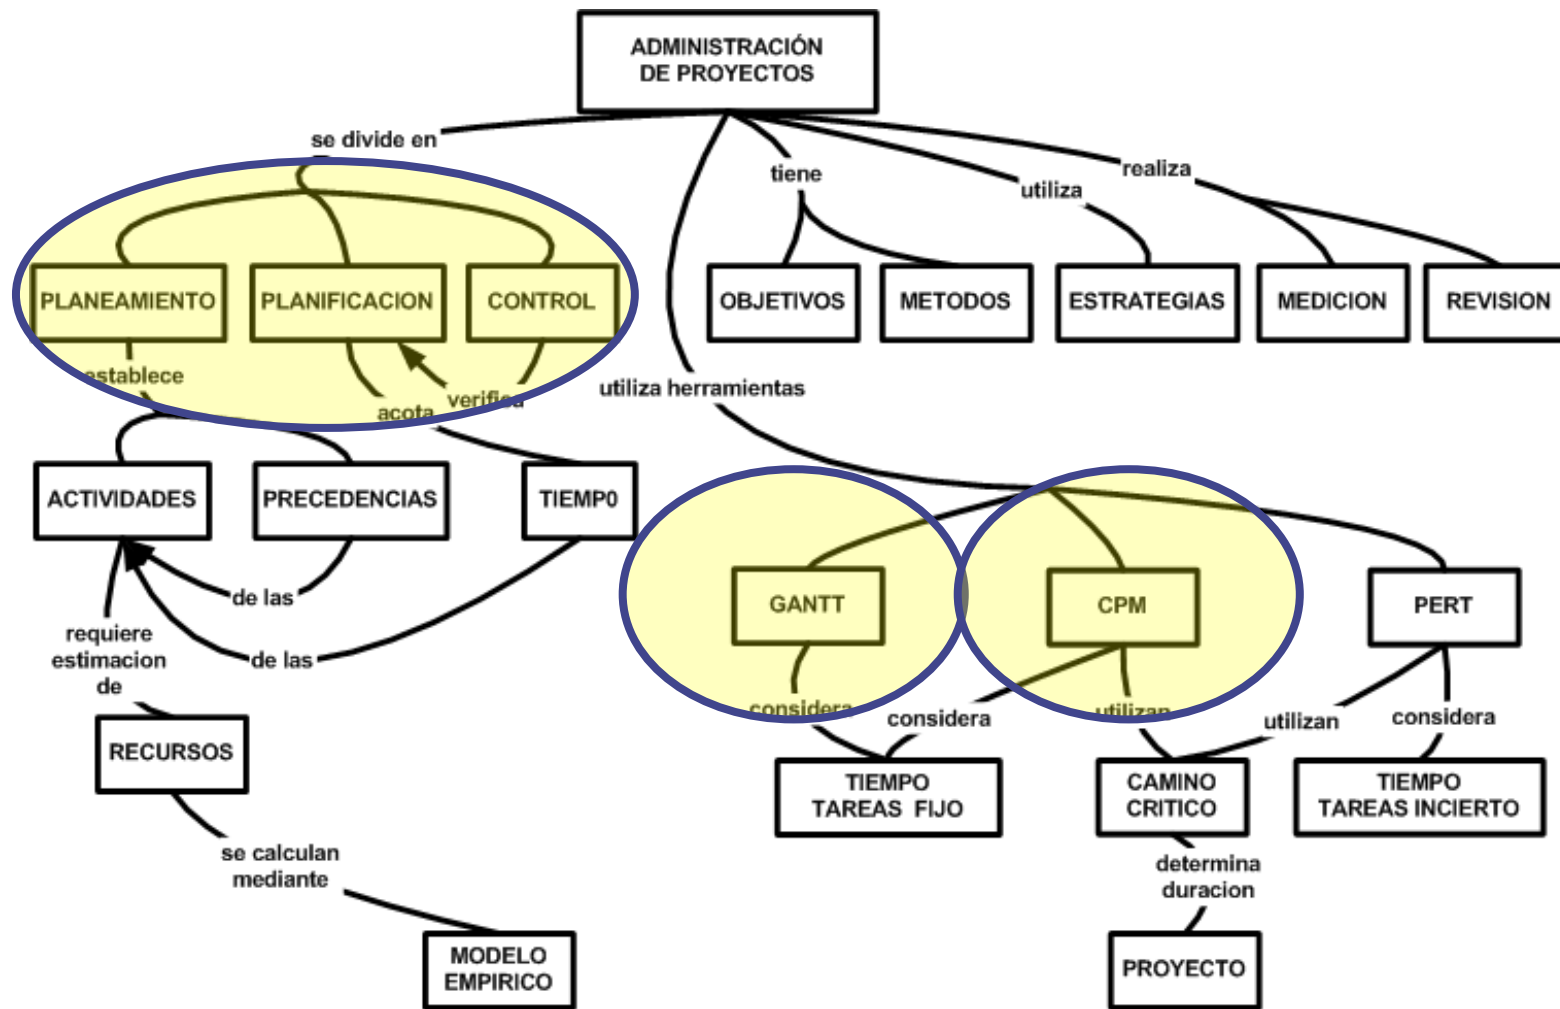 ADMINISTRACIÓN
DE PROYECTOS
se divide en
tiene
utiliza
realiza
PLANEAMIENTO
PLANIFICACION
CONTROL
OBJETIVOS
METODOS
ESTRATEGIAS
MEDICION
REVISION
establece
acota
verifica
utiliza herramientas
ACTIVIDADES
PRECEDENCIAS
TIEMP0
de las
requiere
estimacion
de
de las
GANTT
CPM
PERT
RECURSOS
considera
considera
utilizan
utilizan
considera
TIEMPO
TAREAS FIJO
CAMINO
CRITICO
TIEMPO
TAREAS INCIERTO
se calculan
mediante
determina
duracion
MODELO
EMPIRICO
PROYECTO